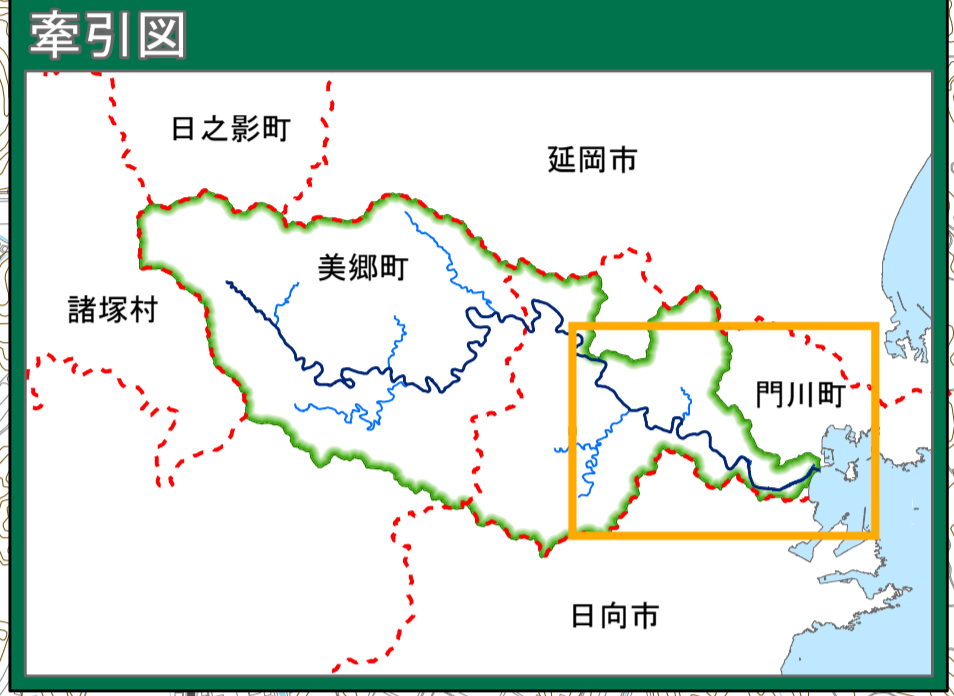 牽引図
日之影町
延岡市
美郷町
諸塚村
門川町
日向市